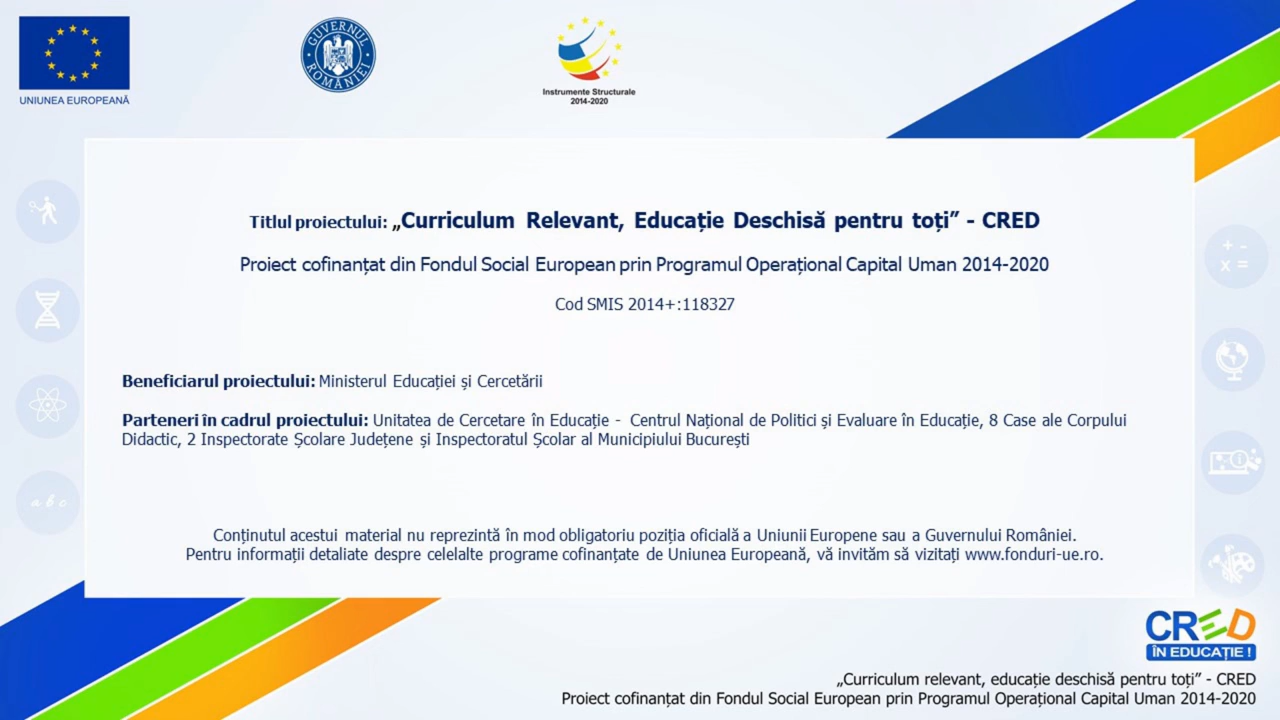 UNIUNEA EUROPEANĂ
GUVERNUL ROMÂNIEI
Instrumente Structurale
2014-2020
Titlul proiectului: „Curriculum Relevant, Educație Deschisă pentru toți” - CRED
Proiect cofinanțat din Fondul Social European prin Programul Operațional Capital Uman 2014-2020
Cod SMIS 2014+:118327
Beneficiarul proiectului: Ministerul Educației și Cercetării
Parteneri în cadrul proiectului: Unitatea de Cercetare în Educație - Centrul Național de Politici și Evaluare în Educație, 8 Case ale Corpului
Didactic, 2 Inspectorate Școlare Județene și Inspectoratul Școlar al Municipiului București
Conținutul acestui material nu reprezintă în mod obligatoriu poziția oficială a Uniunii Europene sau a Guvernului României.
Pentru informații detaliate despre celelalte programe cofinanțate de Uniunea Europeană, vă invităm să vizitați www.fonduri-ue.ro.
+ -
x =
a b c
CRED
ÎN EDUCAȚIE !
„Curriculum relevant, educație deschisă pentru toți” - CRED
Proiect cofinanțat din Fondul Social European prin Programul Operațional Capital Uman 2014-2020